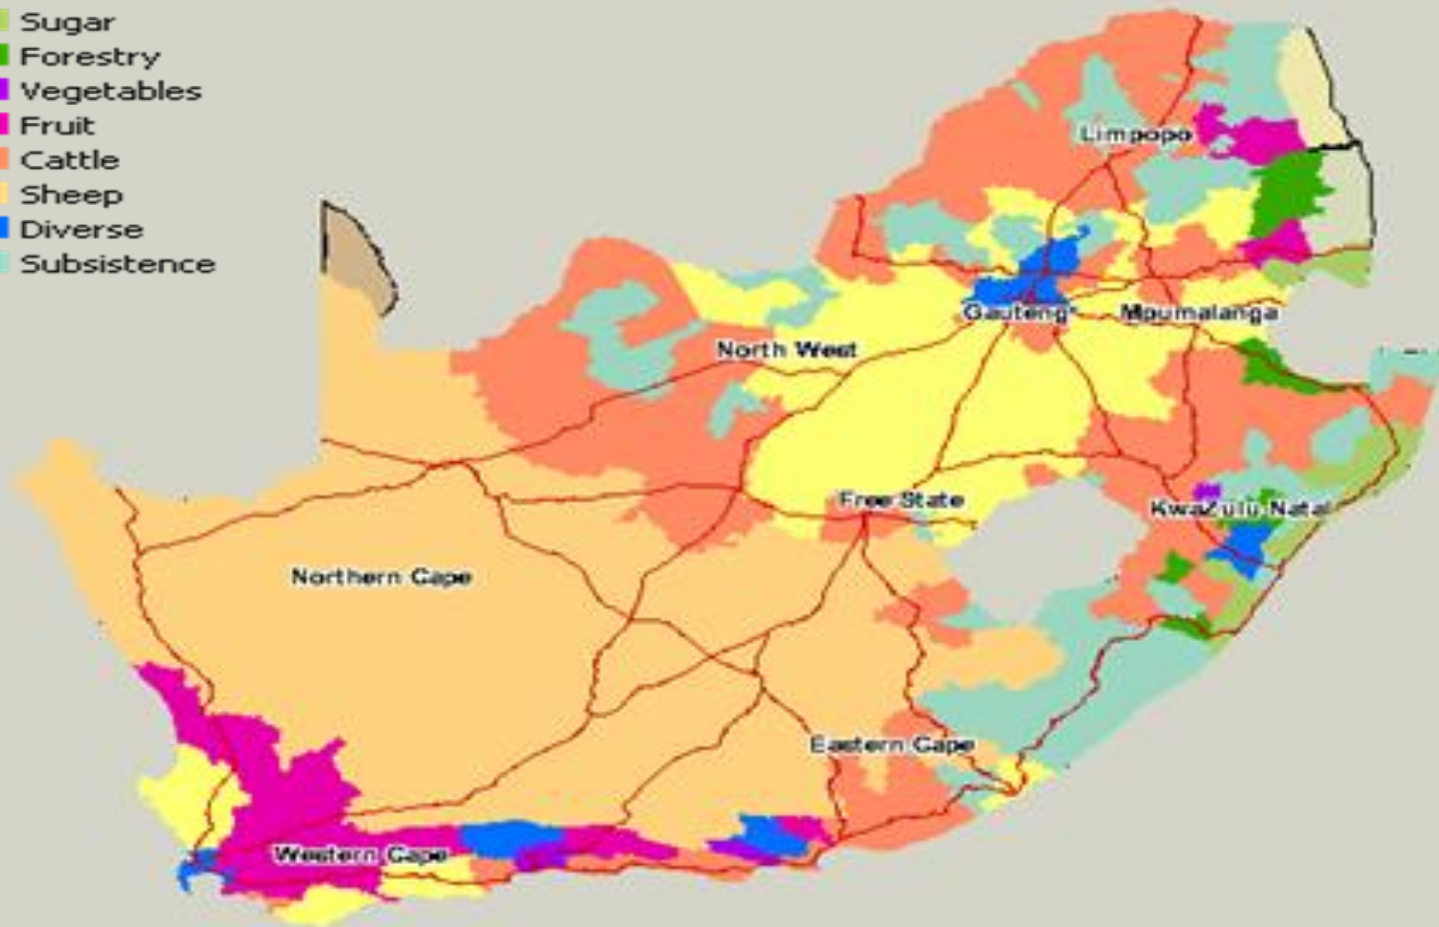 Sugar
Forestry
Vegetables
Fruit
Cattle
Sheep
Diverse
Subsistence
Limpopo
Gauteng
Mpumalanga
North West
Free State
KwaZulu Natal
Northern Cape
Eastern Cape
Western Cape